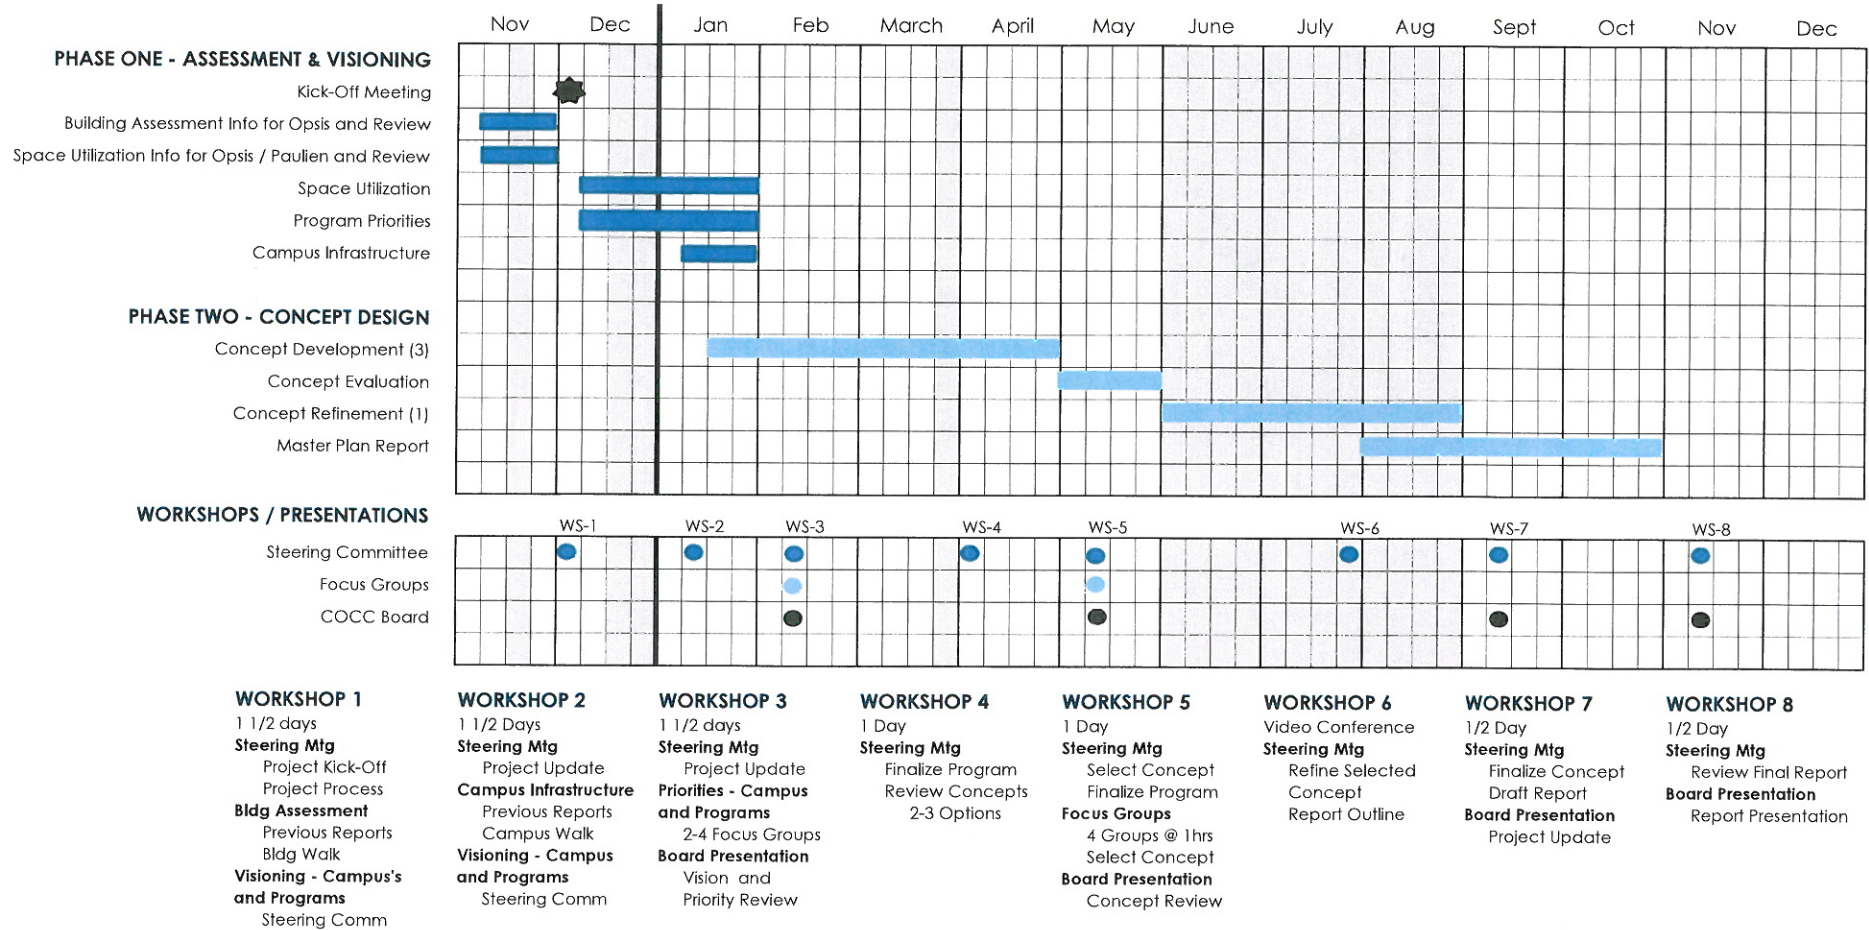 Nov Dec Jan Feb March April May June July Aug Sept Oct Nov Dec
PHASE ONE - ASSESSMENT & VISIONING
Kick-Off Meeting
Building Assessment Info for Opsis and Review
Space Utilization Info for Opsis / Paulien and Review
Space Utilization
Program Priorities
Campus Infrastructure
PHASE TWO - CONCEPT DESIGN
Concept Development (3)
Concept Evaluation
Concept Refinement (1)
Master Plan Report
WORKSHOPS / PRESENTATIONS
WS-1 WS-2 WS-3 WS-4 WS-5 WS-6 WS-7 WS-8
Steering Committee
Focus Groups
COCC Board
WORKSHOP 1
1 1/2 days
Steering Mtg
Project Kick-Off
Project Process
Bldg Assessment
Previous Reports
Bldg Walk
Visioning - Campus's
and Programs
Steering Comm
WORKSHOP 2
1 1/2 Days
Steering Mtg
Project Update
Campus Infrastructure
Previous Reports
Campus Walk
Visioning - Campus
and Programs
Steering Comm
WORKSHOP 3
1 1/2 days
Steering Mtg
Project Update
Priorities - Campus
and Programs
2-4 Focus Groups
Board Presentation
Vision and
Priority Review
WORKSHOP 4
1 Day
Steering Mtg
Finalize Program
Review Concepts
2-3 Options
WORKSHOP 5
1 Day
Steering Mtg
Select Concept
Finalize Program
Focus Groups
4 Groups @ 1hrs
Select Concept
Board Presentation
Concept Review
WORKSHOP 6
Video Conference
Steering Mtg
Refine Selected
Concept
Report Outline
WORKSHOP 7
1/2 Day
Steering Mtg
Finalize Concept
Draft Report
Board Presentation
Project Update
WORKSHOP 8
1/2 Day
Steering Mtg
Review Final Report
Board Presentation
Report Presentation